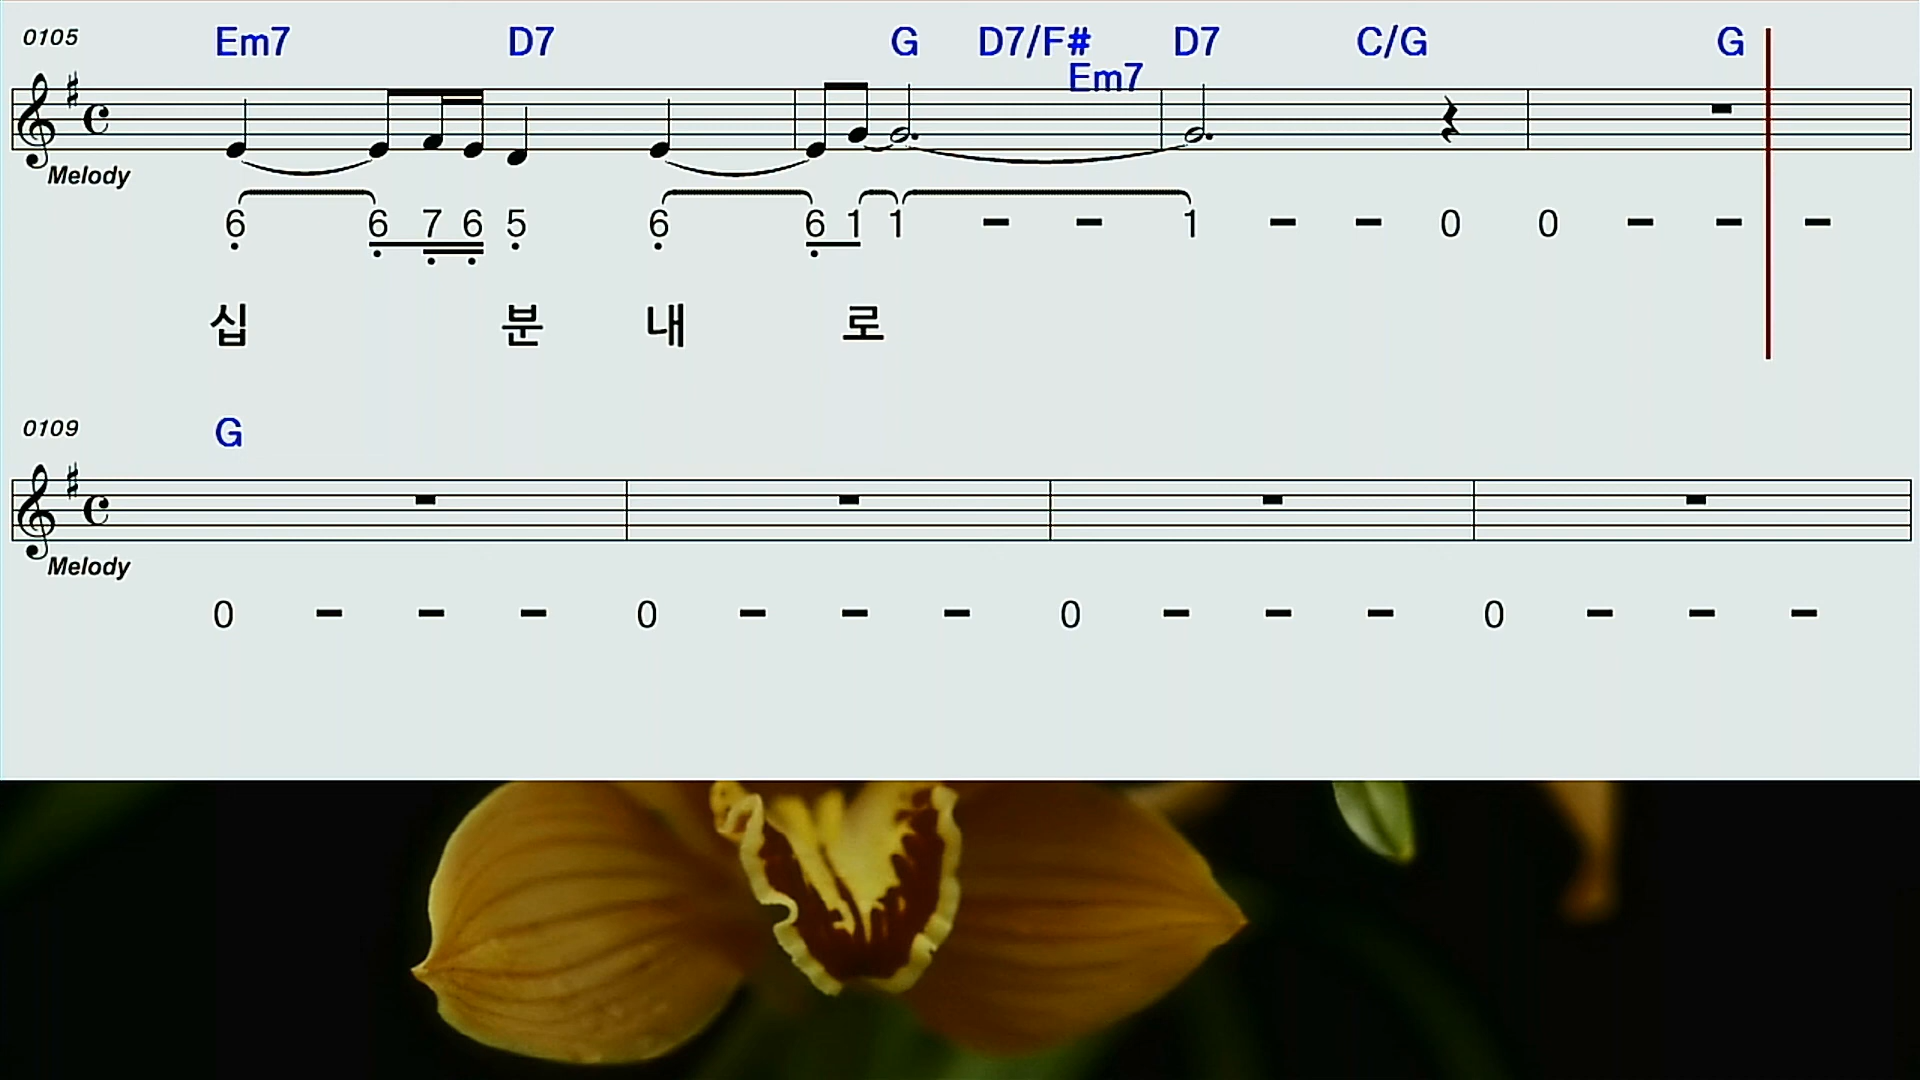 0105 Em7 D7 G D7/F# Em7 D7 C/G G
Melody
6 6 7 6 5 6 6 1 1 - - 1 - - 0 0 - - -
십 분 내 로
0109 G
Melody
0 - - - 0 - - - 0 - - - 0 - - -